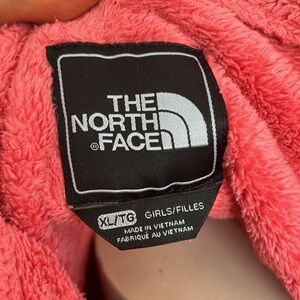 THE
NORTH
®FACE
XL/TG GIRLS/FILLES
MADE IN VIETNAM
FABRIQUÉ AU VIETNAM